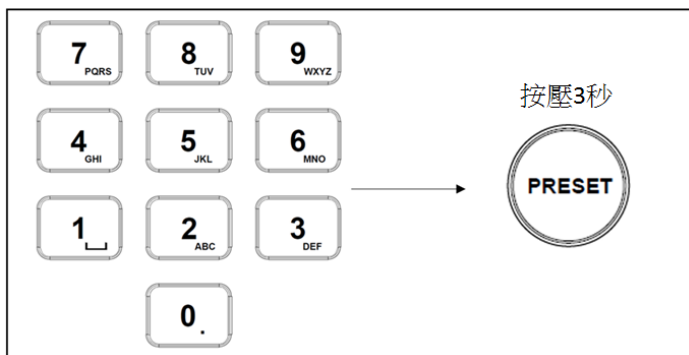 7 PQRS 8 TUV 9 WXYZ
按壓3秒
4 GHI 5 JKL 6 MNO
PRESET
1 ⌴ 2 ABC 3 DEF
0 .